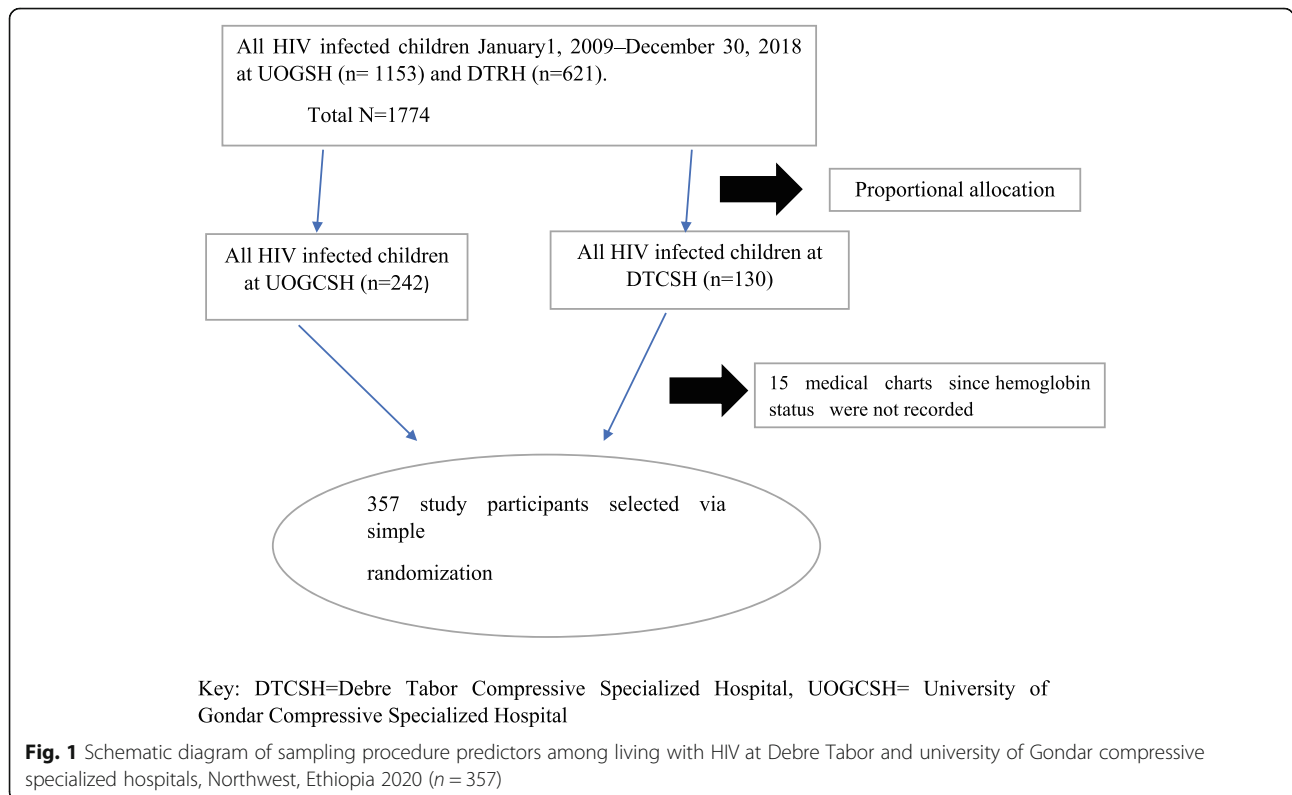 All HIV infected children January1, 2009–December 30, 2018
at UOGSH (n= 1153) and DTRH (n=621).
Total N=1774
Proportional allocation
All HIV infected children
at UOGCSH (n=242)
All HIV infected children at
DTCSH (n=130)
15 medical charts since hemoglobin
status were not recorded
357 study participants selected via
simple
randomization
Key: DTCSH=Debre Tabor Compressive Specialized Hospital, UOGCSH= University of
Gondar Compressive Specialized Hospital
Fig. 1 Schematic diagram of sampling procedure predictors among living with HIV at Debre Tabor and university of Gondar compressive
specialized hospitals, Northwest, Ethiopia 2020 (n = 357)